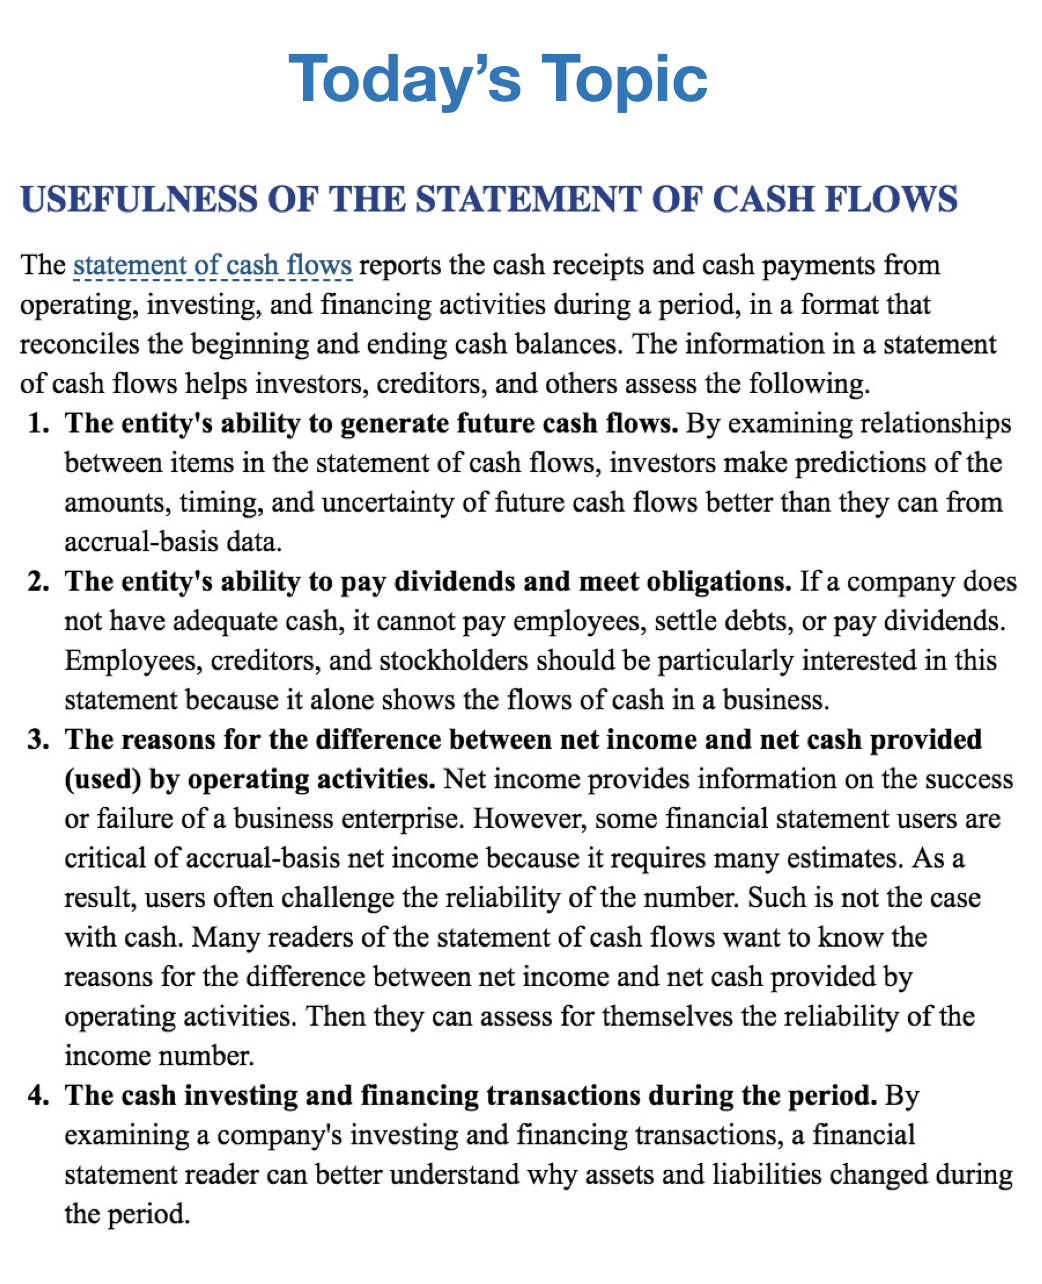 Today’s Topic
USEFULNESS OF THE STATEMENT OF CASH FLOWS
The statement of cash flows reports the cash receipts and cash payments from
operating, investing, and financing activities during a period, in a format that
reconciles the beginning and ending cash balances. The information in a statement
of cash flows helps investors, creditors, and others assess the following.
1. The entity's ability to generate future cash flows. By examining relationships
between items in the statement of cash flows, investors make predictions of the
amounts, timing, and uncertainty of future cash flows better than they can from
accrual-basis data.
2. The entity's ability to pay dividends and meet obligations. If a company does
not have adequate cash, it cannot pay employees, settle debts, or pay dividends.
Employees, creditors, and stockholders should be particularly interested in this
statement because it alone shows the flows of cash in a business.
3. The reasons for the difference between net income and net cash provided
(used) by operating activities. Net income provides information on the success
or failure of a business enterprise. However, some financial statement users are
critical of accrual-basis net income because it requires many estimates. As a
result, users often challenge the reliability of the number. Such is not the case
with cash. Many readers of the statement of cash flows want to know the
reasons for the difference between net income and net cash provided by
operating activities. Then they can assess for themselves the reliability of the
income number.
4. The cash investing and financing transactions during the period. By
examining a company's investing and financing transactions, a financial
statement reader can better understand why assets and liabilities changed during
the period.